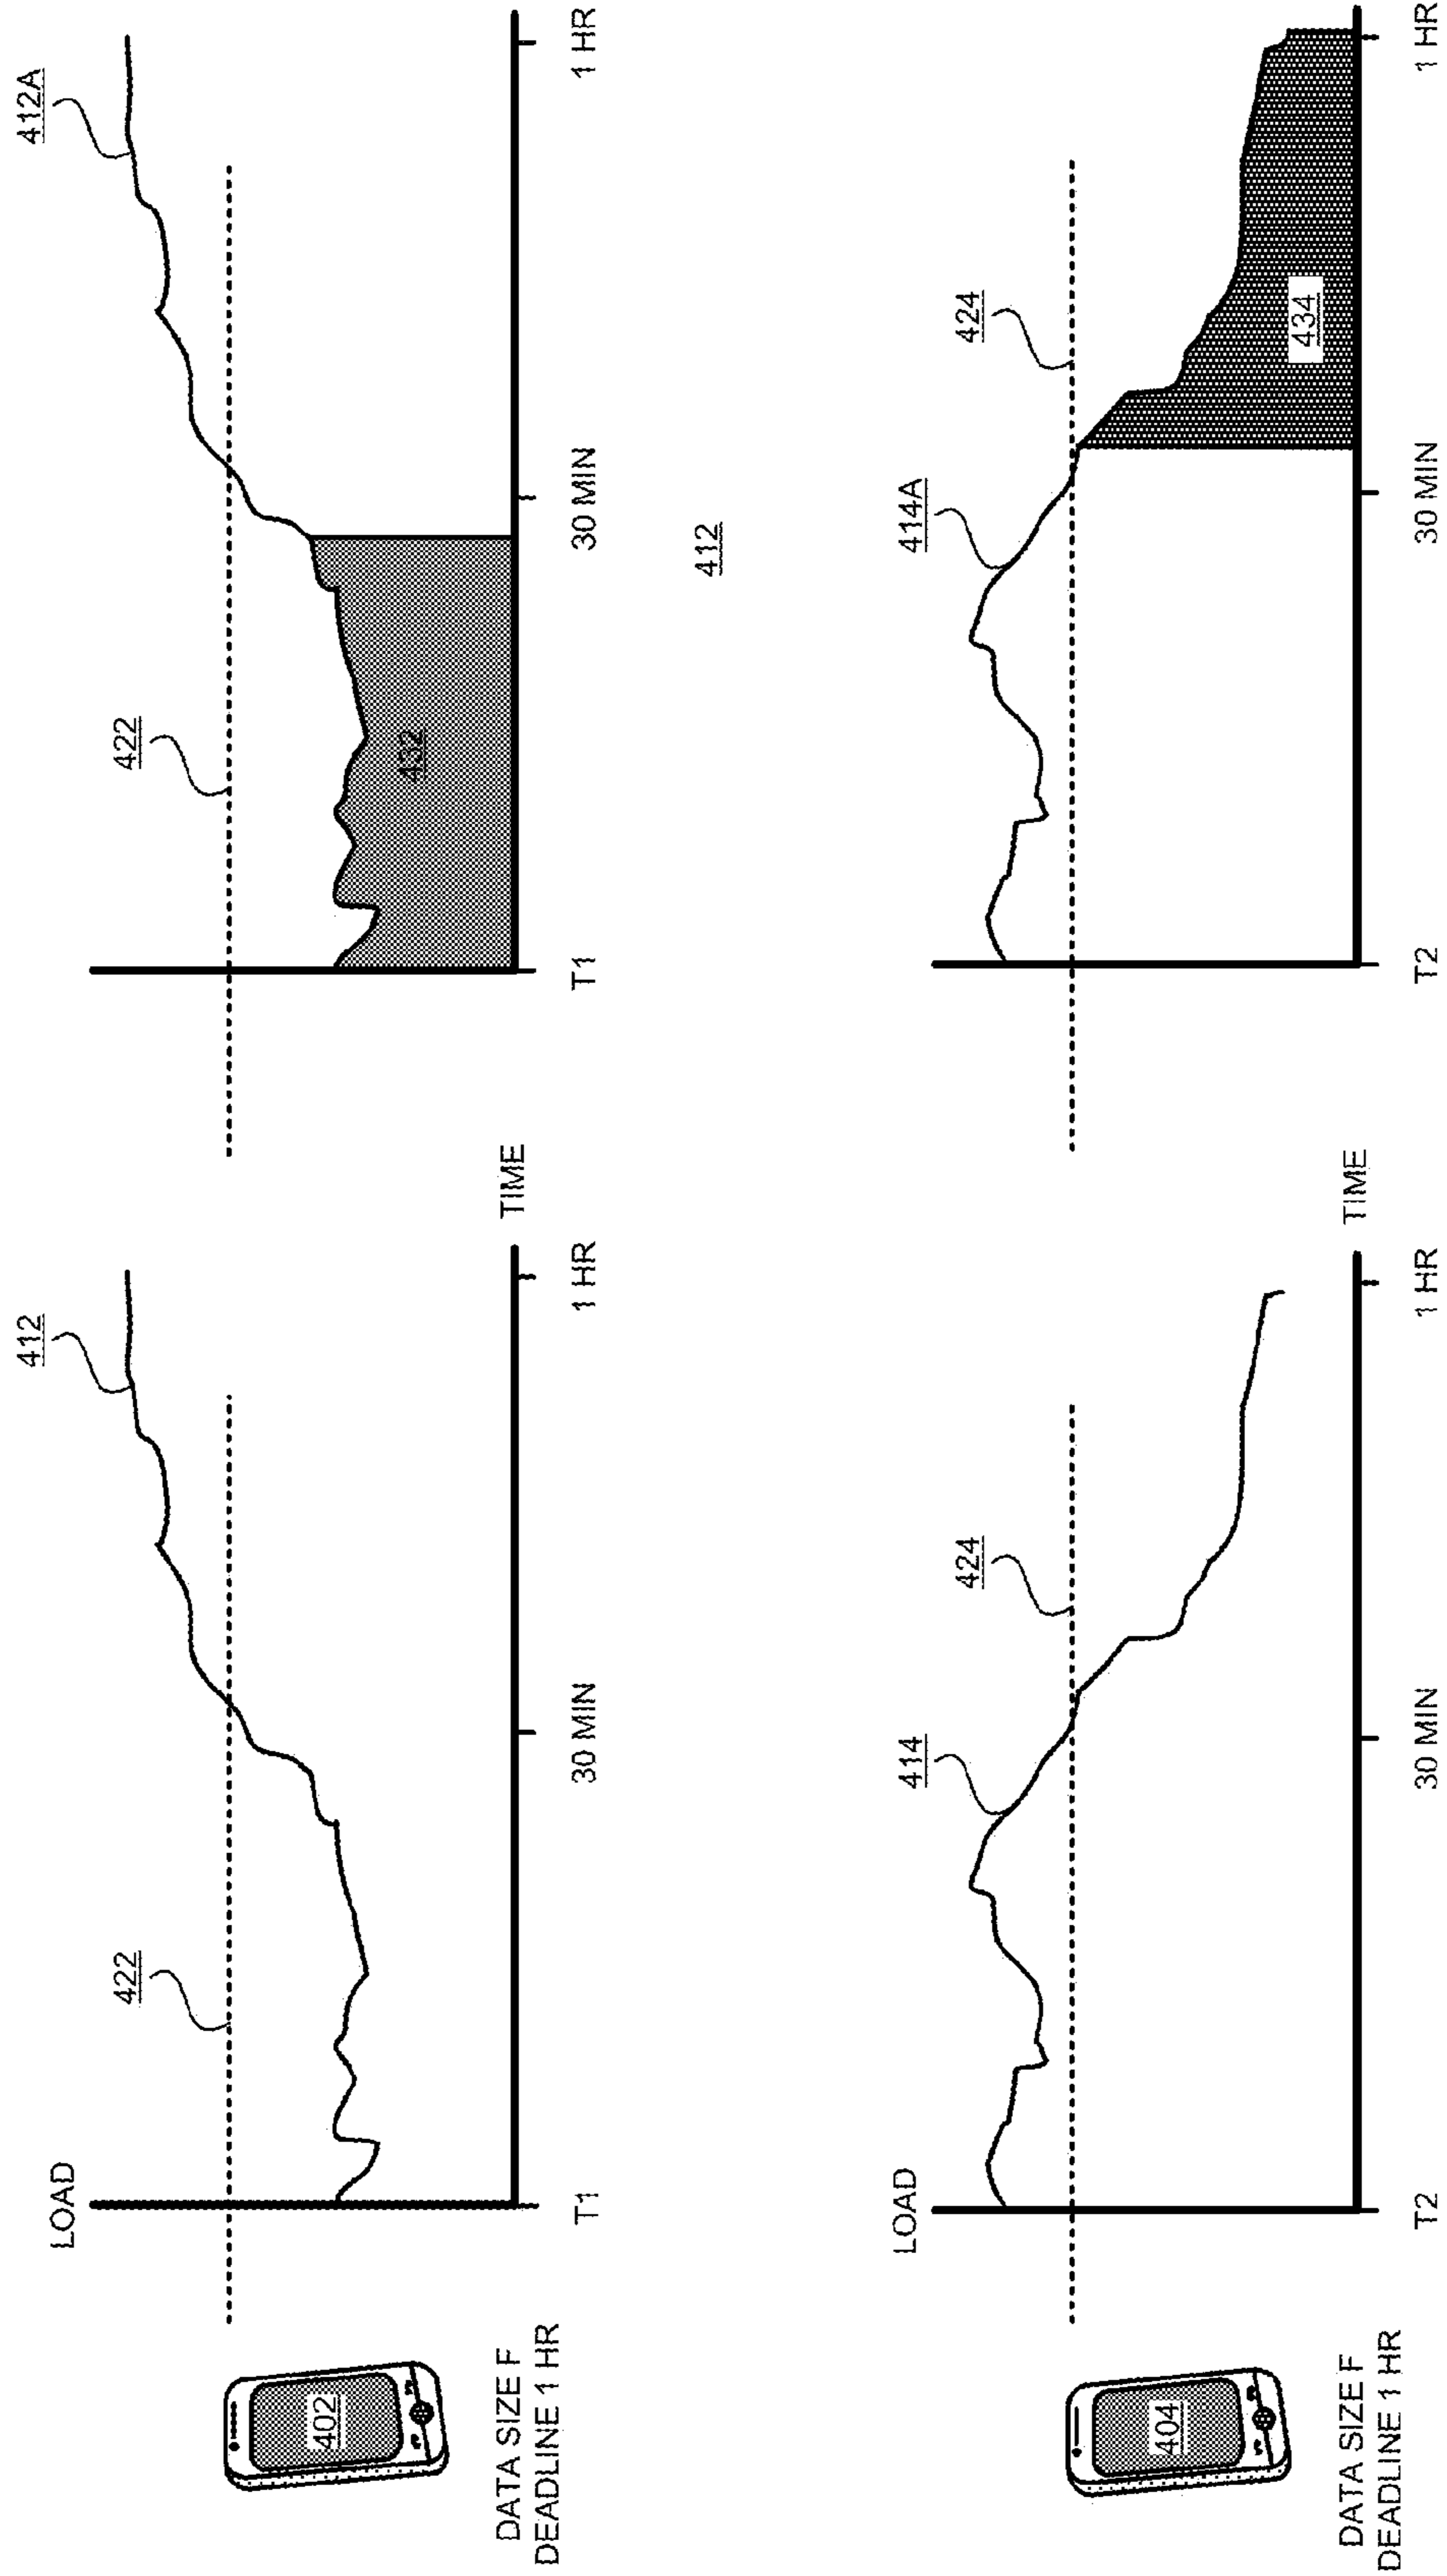 LOAD
412
422
402
DATA SIZE F
DEADLINE 1 HR
T1
30 MIN
1 HR
TIME
412A
422
432
T1
30 MIN
1 HR
412
LOAD
414
424
404
DATA SIZE F
DEADLINE 1 HR
T2
30 MIN
1 HR
TIME
414A
424
434
T2
30 MIN
1 HR